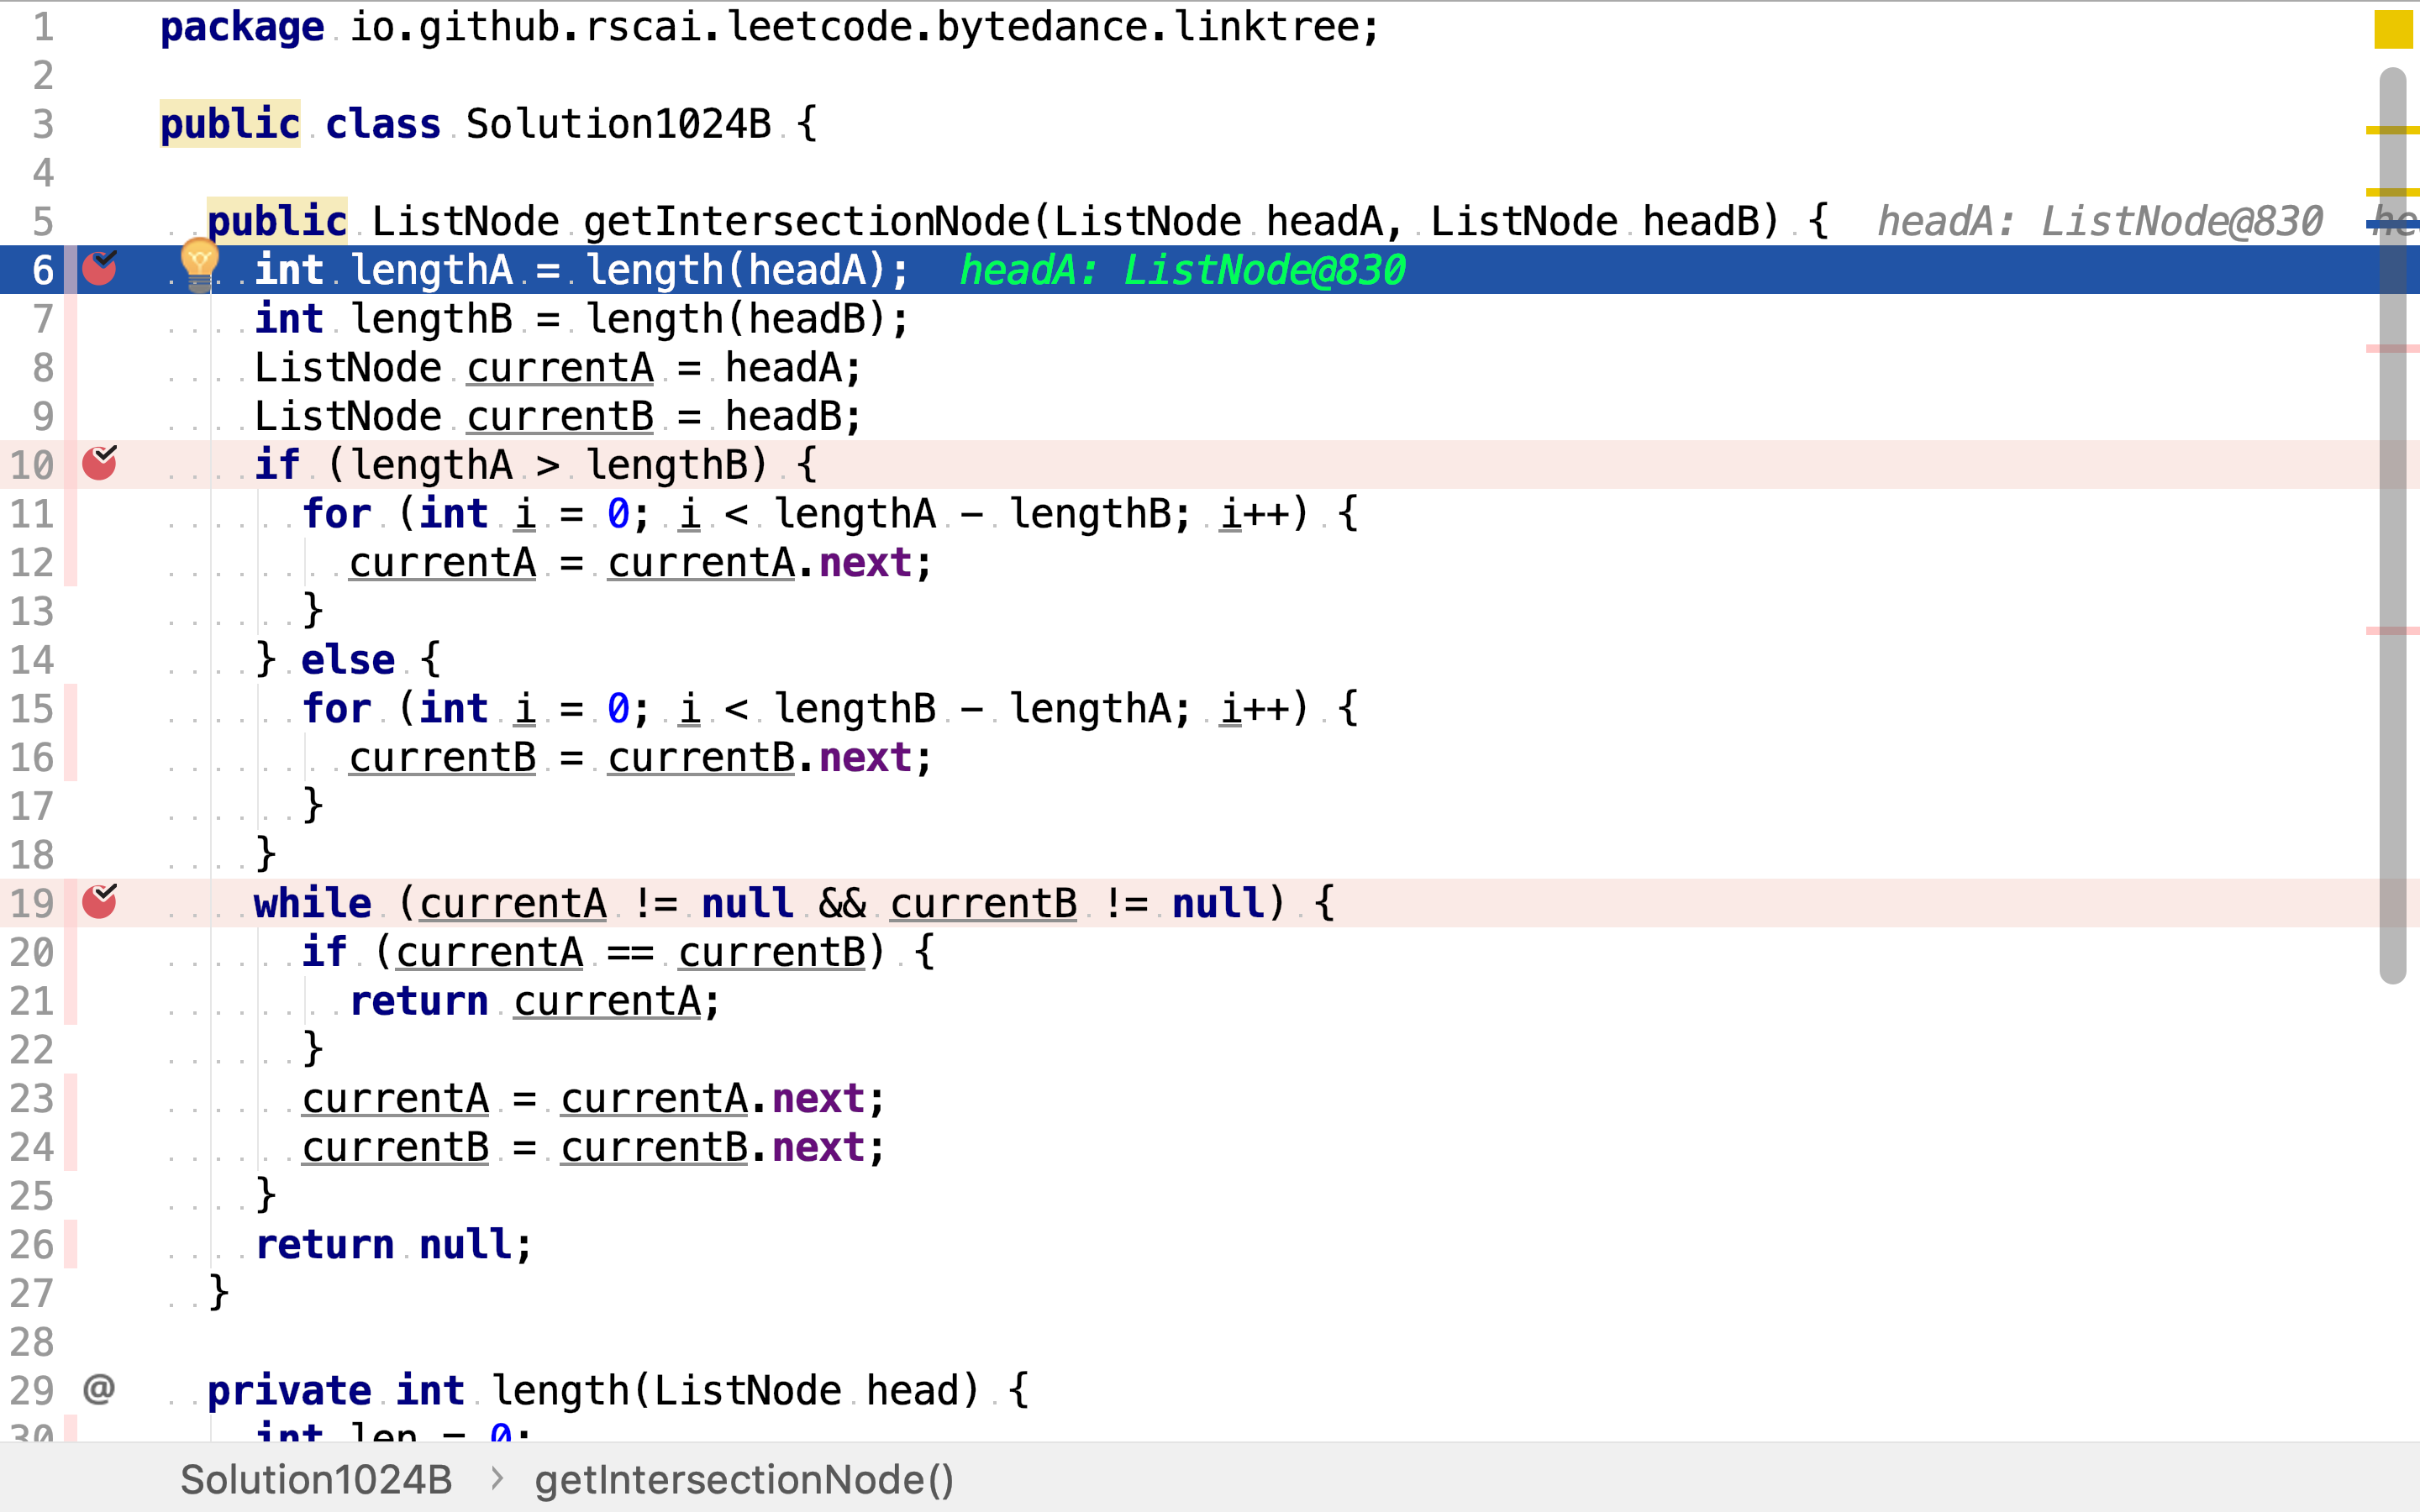 1 package io.github.rscai.leetcode.bytedance.linktree;
2
3 public class Solution1024B {
4
5 public ListNode getIntersectionNode(ListNode headA, ListNode headB) { headA: ListNode@830 he
6 int lengthA = length(headA); headA: ListNode@830
7 int lengthB = length(headB);
8 ListNode currentA = headA;
9 ListNode currentB = headB;
10 if (lengthA > lengthB) {
11 for (int i = 0; i < lengthA - lengthB; i++) {
12 currentA = currentA.next;
13 }
14 } else {
15 for (int i = 0; i < lengthB - lengthA; i++) {
16 currentB = currentB.next;
17 }
18 }
19 while (currentA != null && currentB != null) {
20 if (currentA == currentB) {
21 return currentA;
22 }
23 currentA = currentA.next;
24 currentB = currentB.next;
25 }
26 return null;
27 }
28
29 @ private int length(ListNode head) {
30 int len = 0;
Solution1024B > getIntersectionNode()